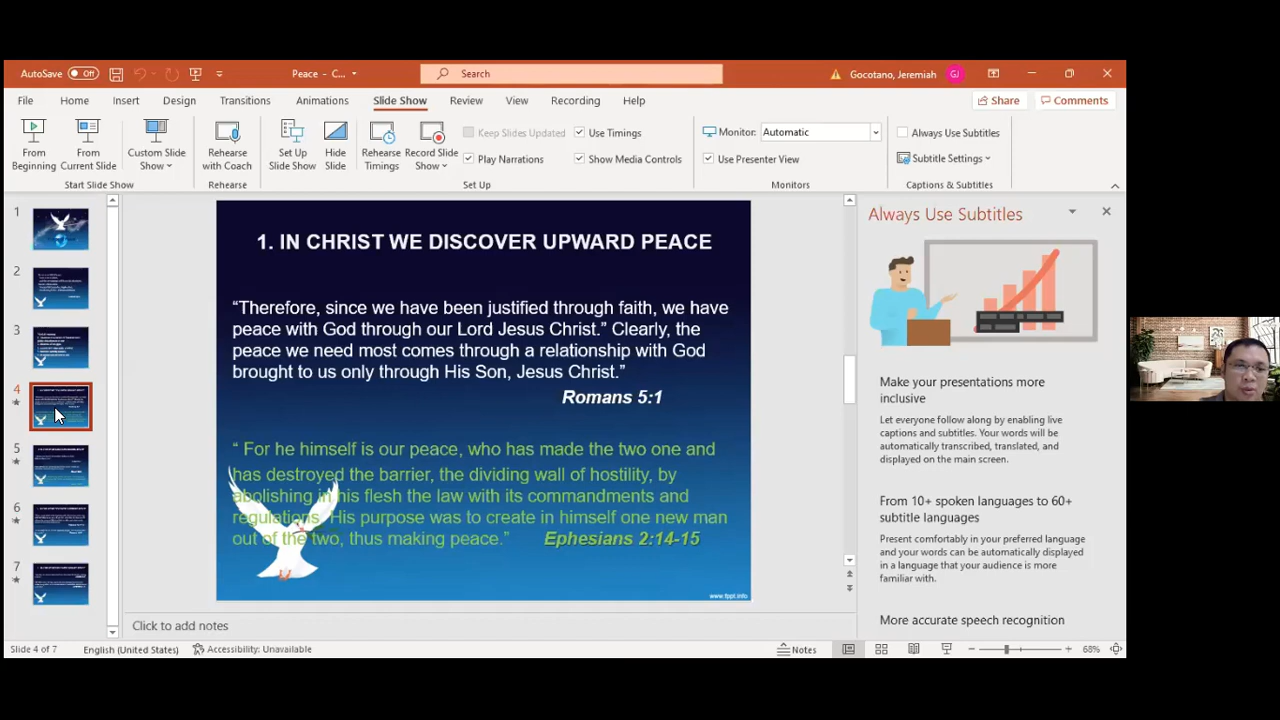 AutoSave Off Peace - C... Search Gocotano, Jeremiah GJ
File Home Insert Design Transitions Animations Slide Show Review View Recording Help Share Comments
From Beginning
From Current Slide
Custom Slide Show
Rehearse with Coach
Set Up Slide Show
Hide Slide
Rehearse Timings
Record Slide Show
Keep Slides Updated
Play Narrations
Use Timings
Show Media Controls
Monitor: Automatic
Use Presenter View
Always Use Subtitles
Subtitle Settings
Start Slide Show Rehearse Set Up Monitors Captions & Subtitles
1
2
3
4
5
6
7
1. IN CHRIST WE DISCOVER UPWARD PEACE
“Therefore, since we have been justified through faith, we have
peace with God through our Lord Jesus Christ.” Clearly, the
peace we need most comes through a relationship with God
brought to us only through His Son, Jesus Christ.”
Romans 5:1
“ For he himself is our peace, who has made the two one and
has destroyed the barrier, the dividing wall of hostility, by
abolishing in his flesh the law with its commandments and
regulations. His purpose was to create in himself one new man
out of the two, thus making peace.” Ephesians 2:14-15
www.fppt.info
Click to add notes
Always Use Subtitles
Make your presentations more
inclusive
Let everyone follow along by enabling live
captions and subtitles. Your words will be
automatically transcribed, translated, and
displayed on the main screen.
From 10+ spoken languages to 60+
subtitle languages
Present comfortably in your preferred language
and your words can be automatically displayed
in a language that your audience is more
familiar with.
More accurate speech recognition
Slide 4 of 7 English (United States) Accessibility: Unavailable Notes 68%